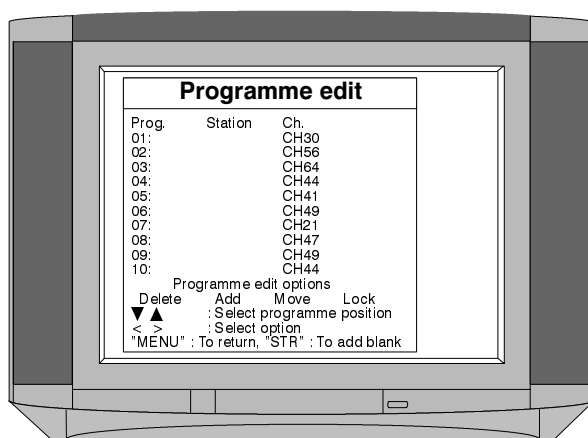 Programme edit
Prog. Station Ch.
01: CH30
02: CH56
03: CH64
04: CH44
05: CH41
06: CH49
07: CH21
08: CH47
09: CH49
10: CH44
Programme edit options
Delete Add Move Lock
▼ ▲ : Select programme position
< > : Select option
"MENU" : To return, "STR" : To add blank